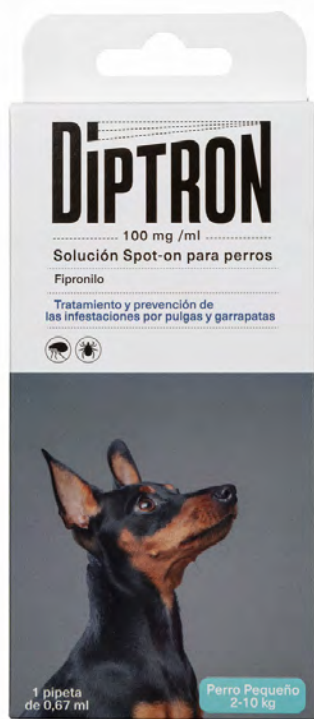 DiPTRON
100 mg /ml
Solución Spot-on para perros
Fipronilo
Tratamiento y prevención de
las infestaciones por pulgas y garrapatas
1 pipeta
de 0,67 ml
Perro Pequeño
2-10 kg